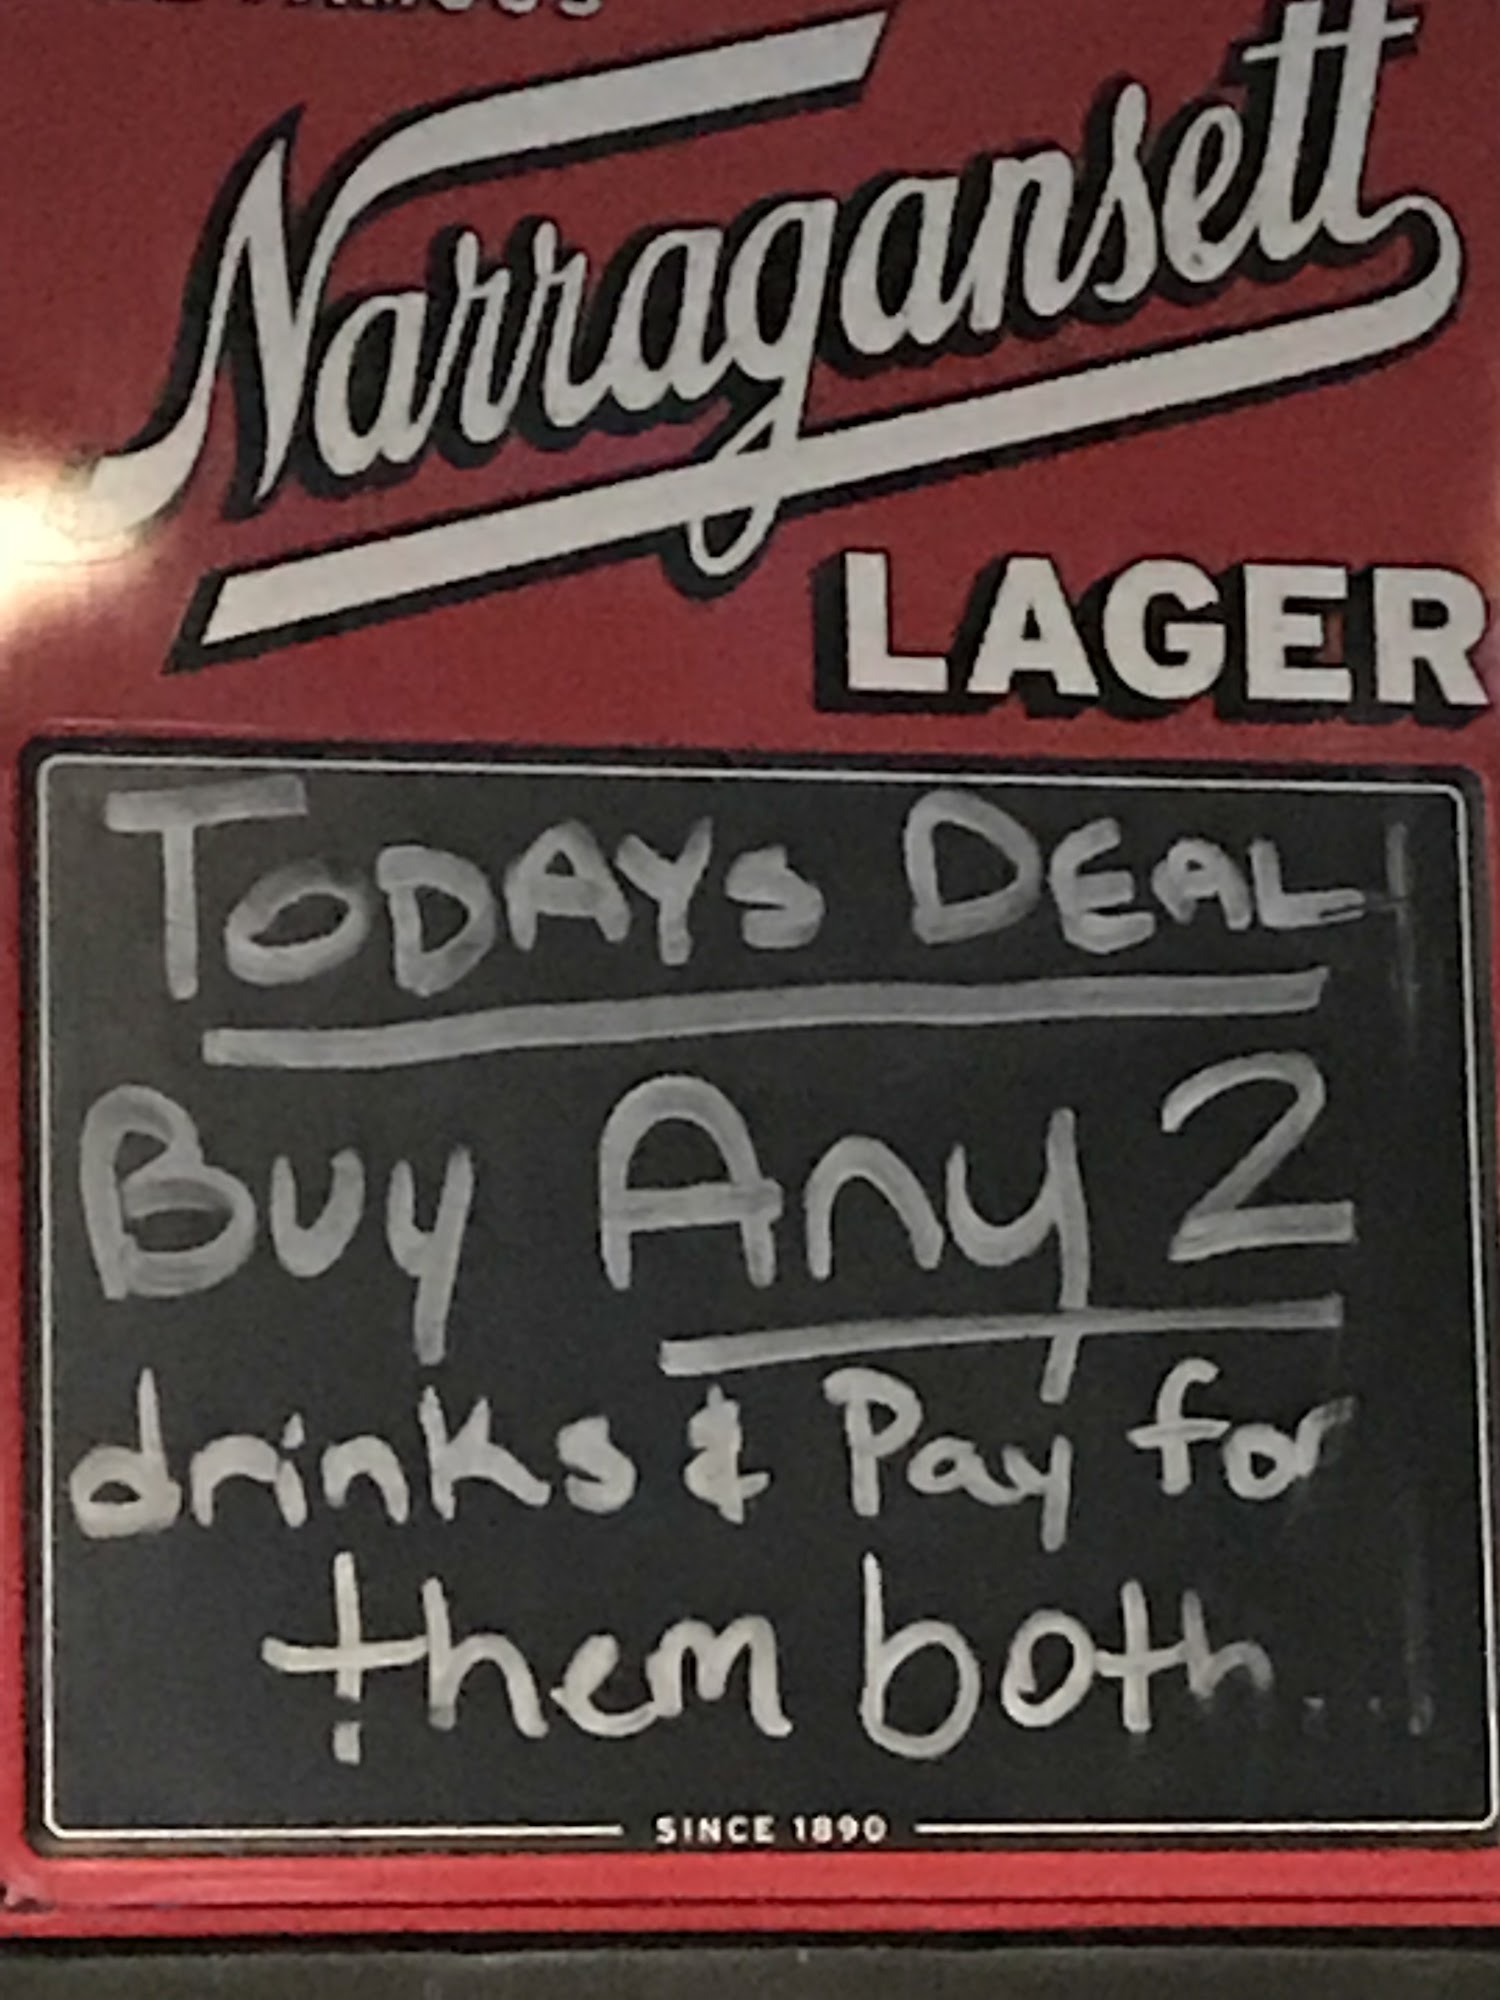 Narragansett
LAGER
TODAYS DEAL
Buy Any 2
drinks & Pay for
them both....
SINCE 1890